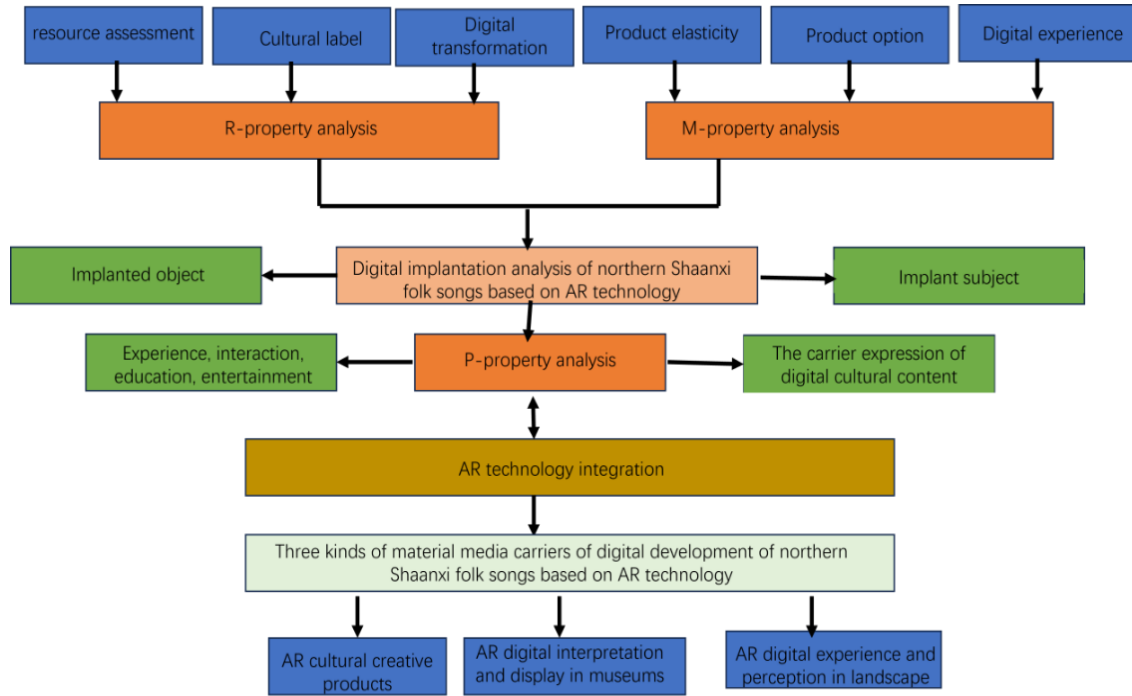 resource assessment
Cultural label
Digital
transformation
Product elasticity
Product option
Digital experience
R-property analysis
M-property analysis
Implanted object
Digital implantation analysis of northern Shaanxi
folk songs based on AR technology
Implant subject
Experience, interaction,
education, entertainment
P-property analysis
The carrier expression of
digital cultural content
AR technology integration
Three kinds of material media carriers of digital development of northern
Shaanxi folk songs based on AR technology
AR cultural creative
products
AR digital interpretation
and display in museums
AR digital experience and
perception in landscape